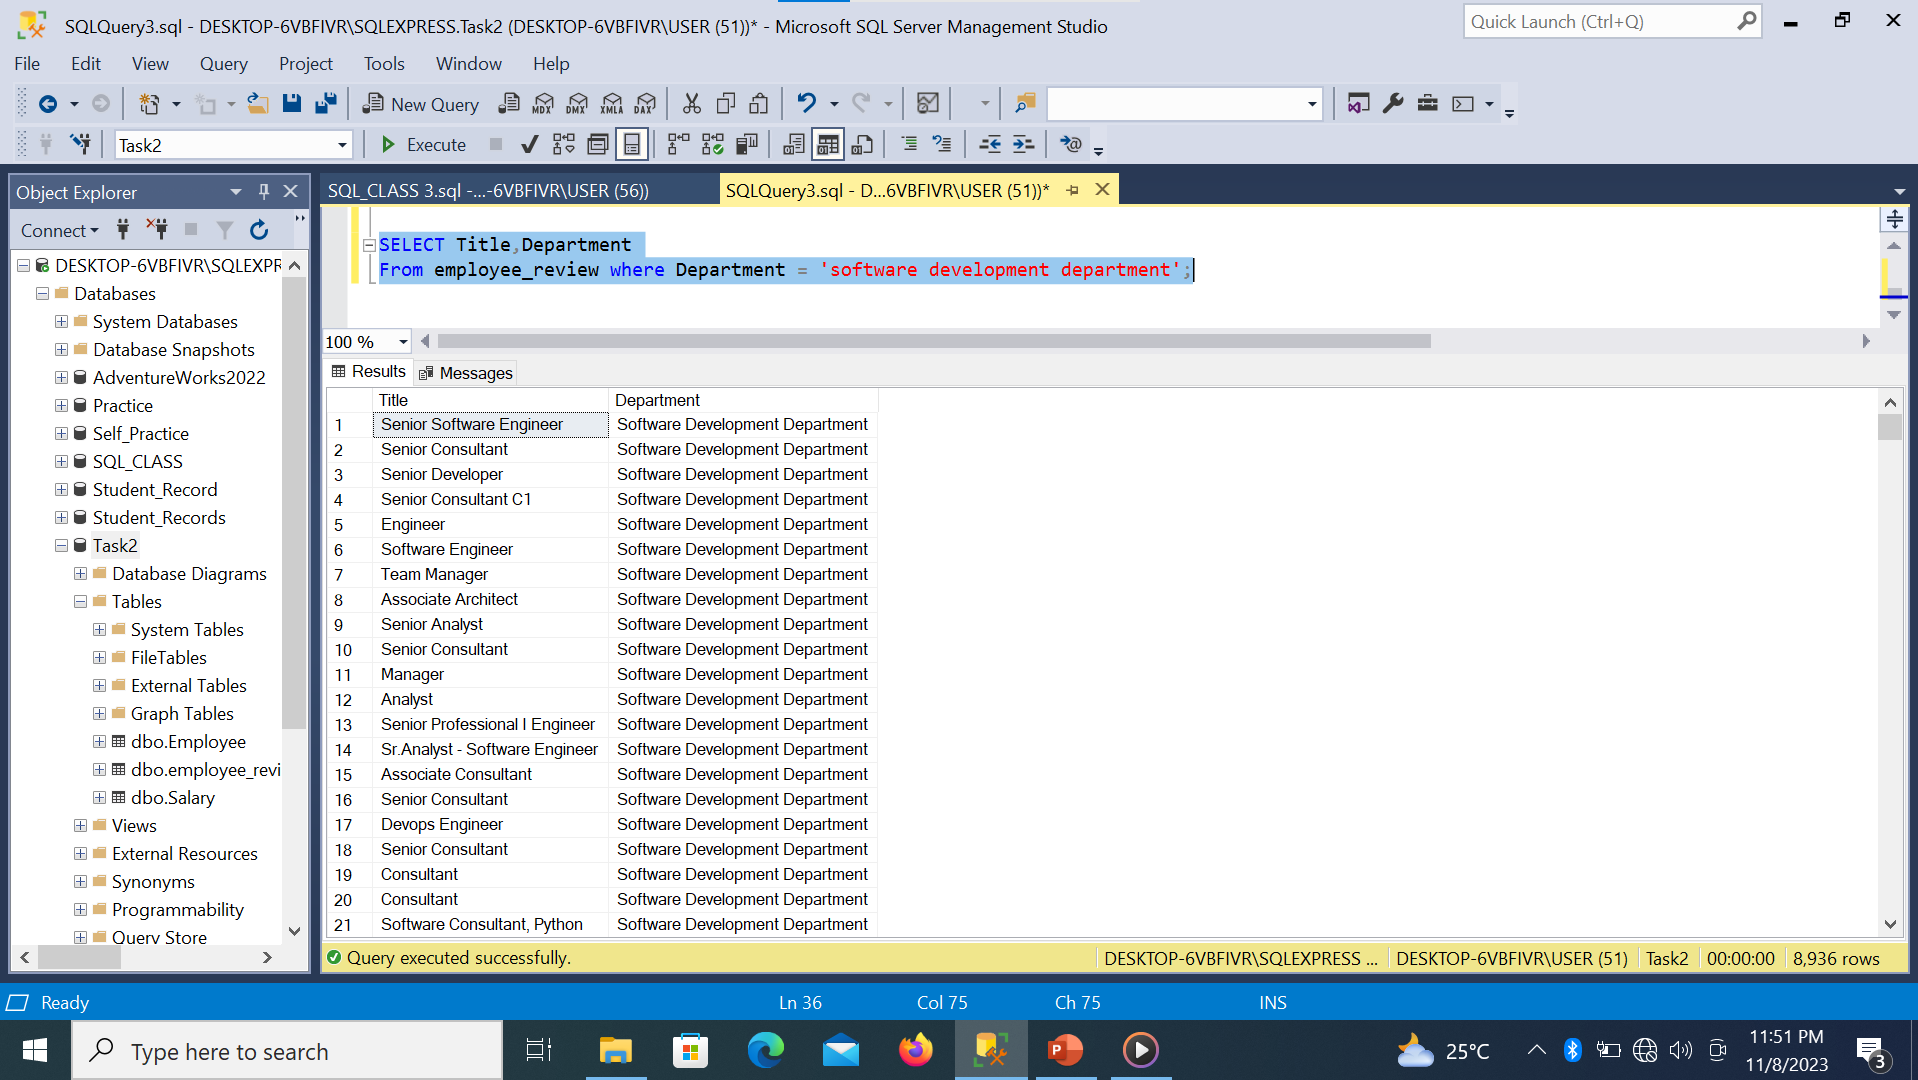 SQLQuery3.sql - DESKTOP-6VBFIVR\SQLEXPRESS.Task2 (DESKTOP-6VBFIVR\USER (51))* - Microsoft SQL Server Management Studio
Quick Launch (Ctrl+Q)
File Edit View Query Project Tools Window Help
New Query MDX DMX XMLA DAX
Task2 Execute
Object Explorer
Connect
DESKTOP-6VBFIVR\SQLEXPR
Databases
System Databases
Database Snapshots
AdventureWorks2022
Practice
Self_Practice
SQL_CLASS
Student_Record
Student_Records
Task2
Database Diagrams
Tables
System Tables
FileTables
External Tables
Graph Tables
dbo.Employee
dbo.employee_revi
dbo.Salary
Views
External Resources
Synonyms
Programmability
Query Store
SQL_CLASS 3.sql -...-6VBFIVR\USER (56))
SQLQuery3.sql - D...6VBFIVR\USER (51))*
SELECT Title,Department
From employee_review where Department = 'software development department';
100 %
Results Messages
Title Department
1 Senior Software Engineer Software Development Department
2 Senior Consultant Software Development Department
3 Senior Developer Software Development Department
4 Senior Consultant C1 Software Development Department
5 Engineer Software Development Department
6 Software Engineer Software Development Department
7 Team Manager Software Development Department
8 Associate Architect Software Development Department
9 Senior Analyst Software Development Department
10 Senior Consultant Software Development Department
11 Manager Software Development Department
12 Analyst Software Development Department
13 Senior Professional I Engineer Software Development Department
14 Sr.Analyst - Software Engineer Software Development Department
15 Associate Consultant Software Development Department
16 Senior Consultant Software Development Department
17 Devops Engineer Software Development Department
18 Senior Consultant Software Development Department
19 Consultant Software Development Department
20 Consultant Software Development Department
21 Software Consultant, Python Software Development Department
Query executed successfully.
DESKTOP-6VBFIVR\SQLEXPRESS ... DESKTOP-6VBFIVR\USER (51) Task2 00:00:00 8,936 rows
Ready Ln 36 Col 75 Ch 75 INS
Type here to search
P
25°C
11:51 PM
11/8/2023
3